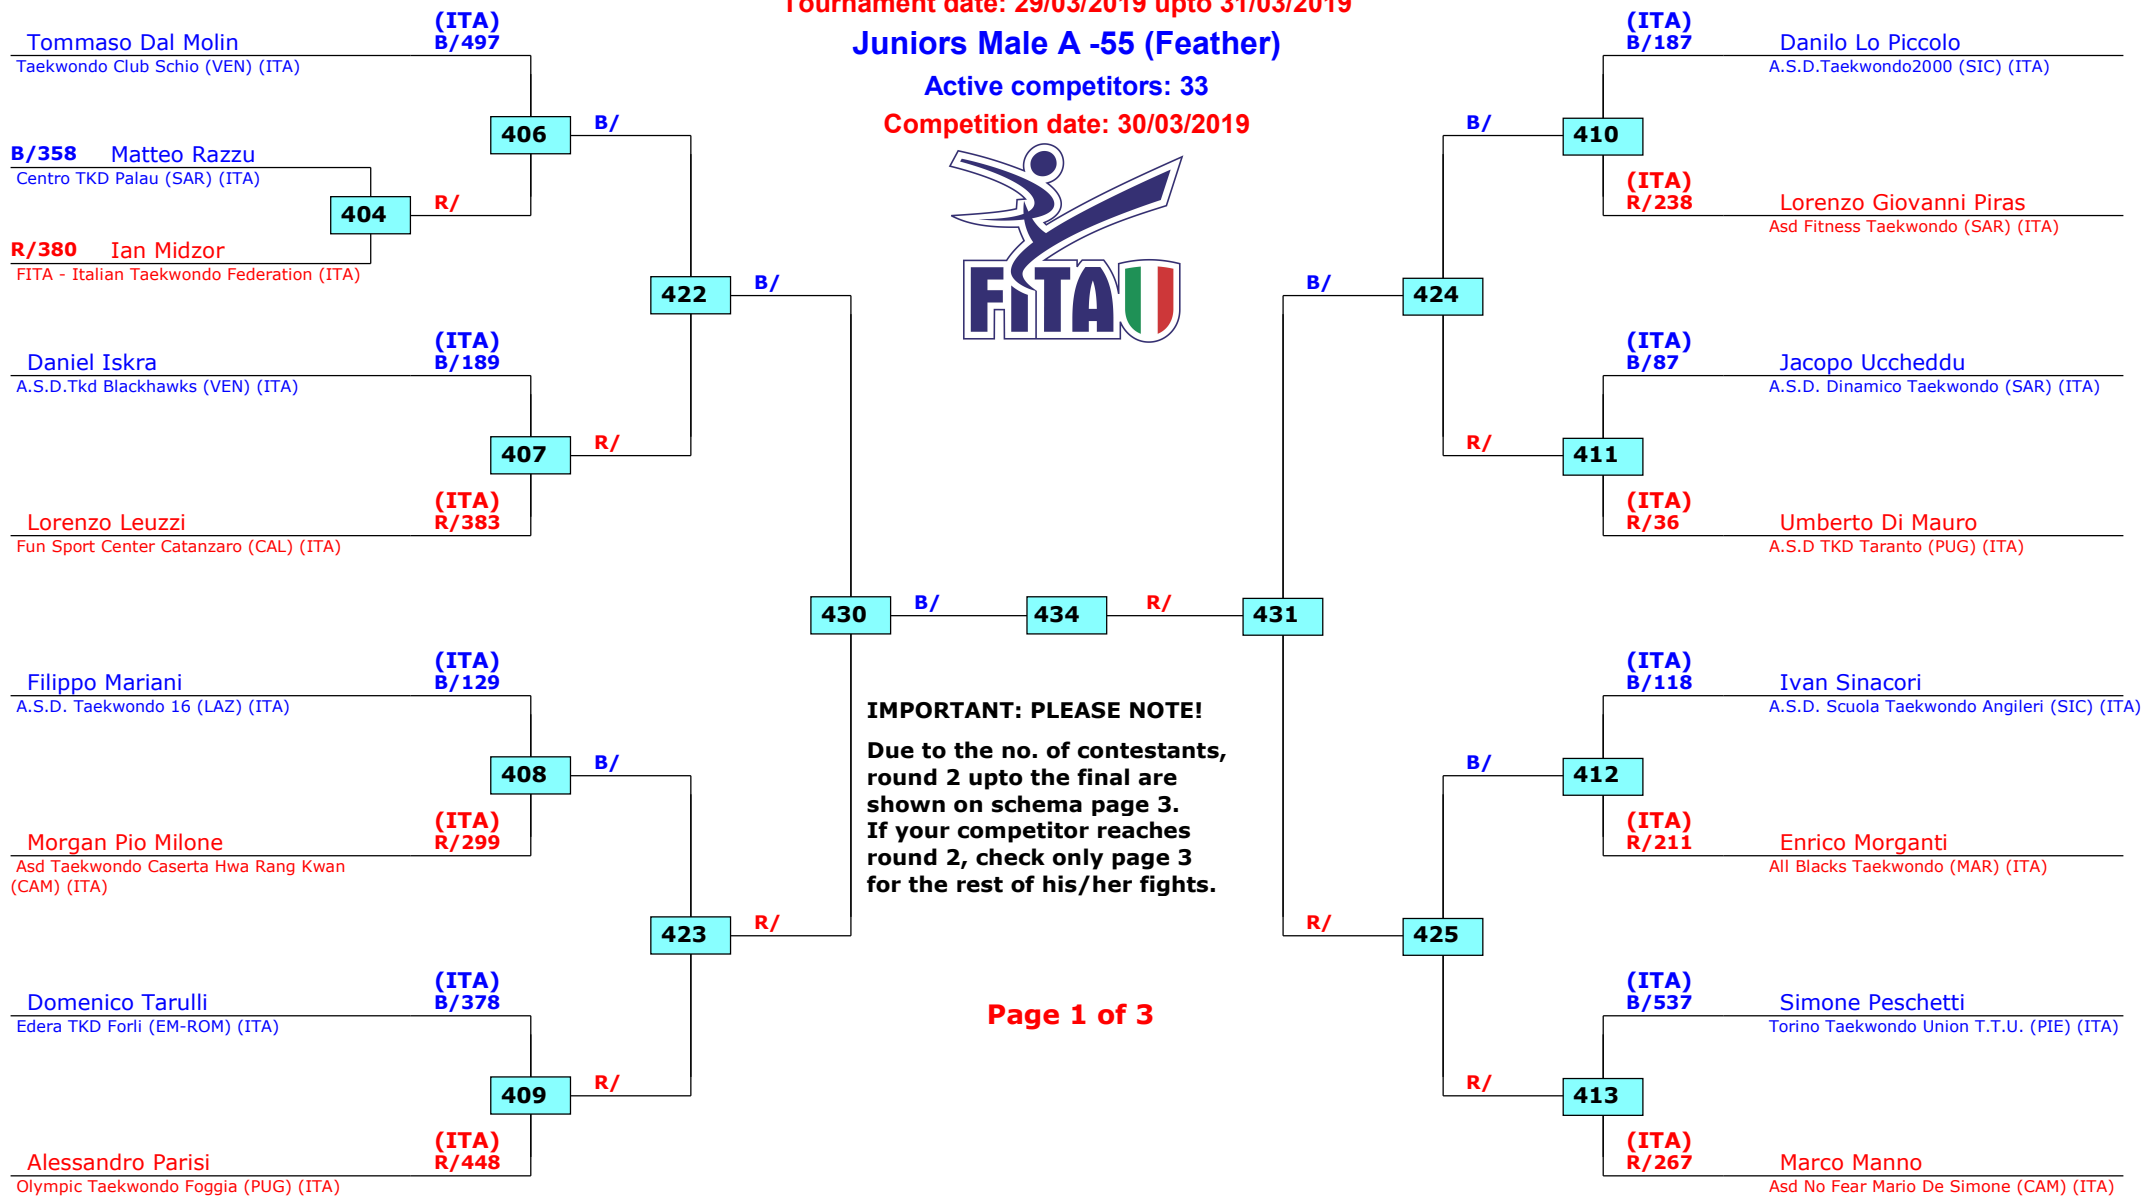 Tournament date: 29/03/2019 upto 31/03/2019
Juniors Male A -55 (Feather)
Active competitors: 33
Competition date: 30/03/2019
FITA
Tommaso Dal Molin
(ITA)
B/497
Taekwondo Club Schio (VEN) (ITA)
406
B/
B/358 Matteo Razzu
Centro TKD Palau (SAR) (ITA)
404
R/
R/380 Ian Midzor
FITA - Italian Taekwondo Federation (ITA)
422
B/
Daniel Iskra
(ITA)
B/189
A.S.D.Tkd Blackhawks (VEN) (ITA)
407
R/
Lorenzo Leuzzi
(ITA)
R/383
Fun Sport Center Catanzaro (CAL) (ITA)
430
B/
434
R/
431
Filippo Mariani
(ITA)
B/129
A.S.D. Taekwondo 16 (LAZ) (ITA)
408
B/
Morgan Pio Milone
(ITA)
R/299
Asd Taekwondo Caserta Hwa Rang Kwan
(CAM) (ITA)
423
R/
Domenico Tarulli
(ITA)
B/378
Edera TKD Forli (EM-ROM) (ITA)
409
R/
Alessandro Parisi
(ITA)
R/448
Olympic Taekwondo Foggia (PUG) (ITA)
IMPORTANT: PLEASE NOTE!
Due to the no. of contestants,
round 2 upto the final are
shown on schema page 3.
If your competitor reaches
round 2, check only page 3
for the rest of his/her fights.
Page 1 of 3
(ITA)
B/187
Danilo Lo Piccolo
A.S.D.Taekwondo2000 (SIC) (ITA)
B/
410
(ITA)
R/238
Lorenzo Giovanni Piras
Asd Fitness Taekwondo (SAR) (ITA)
B/
424
(ITA)
B/87
Jacopo Uccheddu
A.S.D. Dinamico Taekwondo (SAR) (ITA)
R/
411
(ITA)
R/36
Umberto Di Mauro
A.S.D TKD Taranto (PUG) (ITA)
(ITA)
B/118
Ivan Sinacori
A.S.D. Scuola Taekwondo Angileri (SIC) (ITA)
B/
412
(ITA)
R/211
Enrico Morganti
All Blacks Taekwondo (MAR) (ITA)
R/
425
(ITA)
B/537
Simone Peschetti
Torino Taekwondo Union T.T.U. (PIE) (ITA)
R/
413
(ITA)
R/267
Marco Manno
Asd No Fear Mario De Simone (CAM) (ITA)